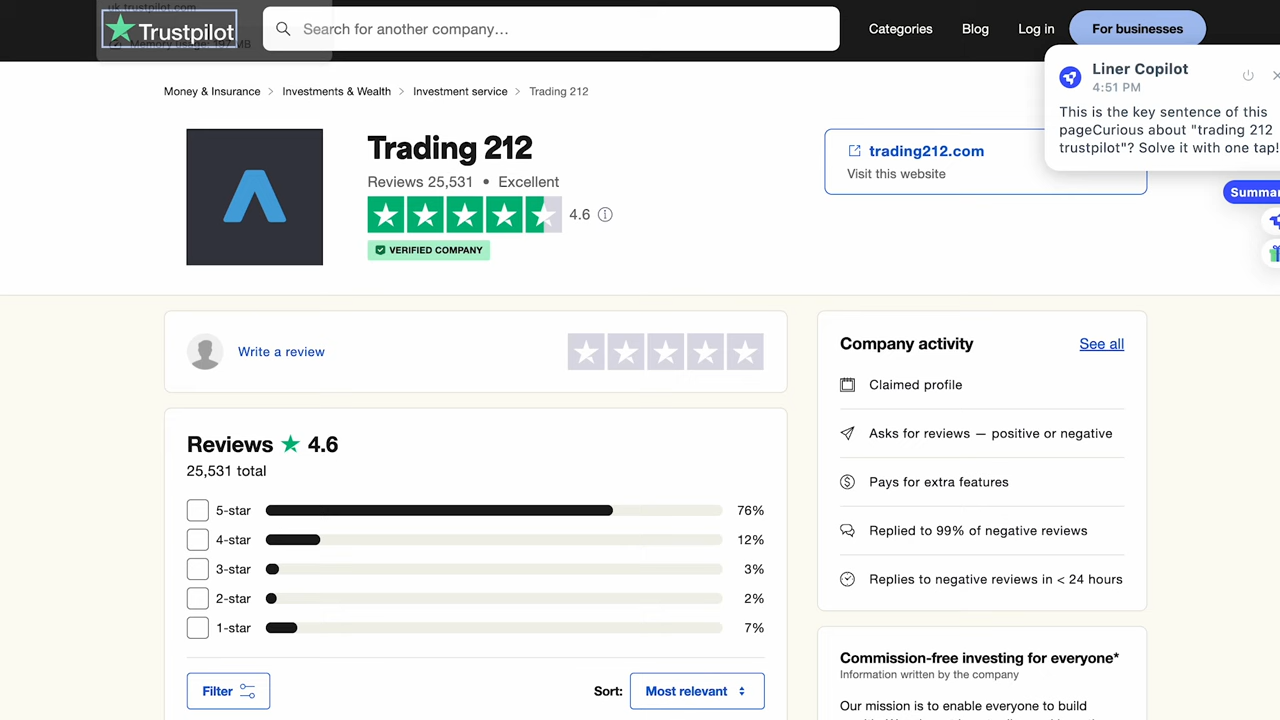 uk.trustpilot.com
Trustpilot
Search for another company…
Categories
Blog
Log in
For businesses
Liner Copilot
4:51 PM
This is the key sentence of this
pageCurious about "trading 212
trustpilot"? Solve it with one tap!
Summar
Money & Insurance > Investments & Wealth > Investment service > Trading 212
Trading 212
Reviews 25,531 • Excellent
4.6
VERIFIED COMPANY
trading212.com
Visit this website
Write a review
Reviews ★ 4.6
25,531 total
5-star 76%
4-star 12%
3-star 3%
2-star 2%
1-star 7%
Filter
Sort: Most relevant
Company activity
See all
Claimed profile
Asks for reviews — positive or negative
Pays for extra features
Replied to 99% of negative reviews
Replies to negative reviews in < 24 hours
Commission-free investing for everyone*
Information written by the company
Our mission is to enable everyone to build